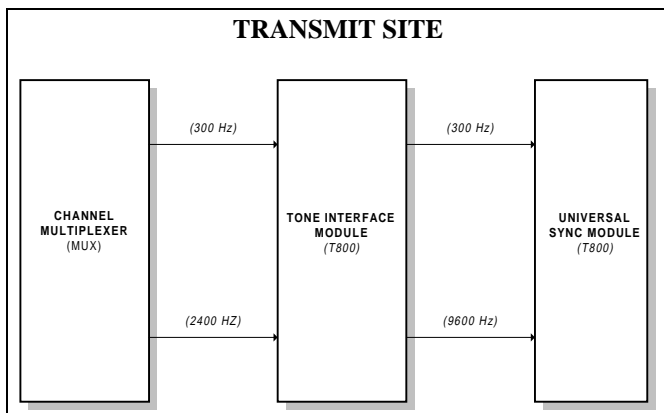 TRANSMIT SITE
(300 Hz)
(300 Hz)
CHANNEL
MULTIPLEXER
(MUX)
TONE INTERFACE
MODULE
(T800)
UNIVERSAL
SYNC MODULE
(T800)
(2400 HZ)
(9600 Hz)